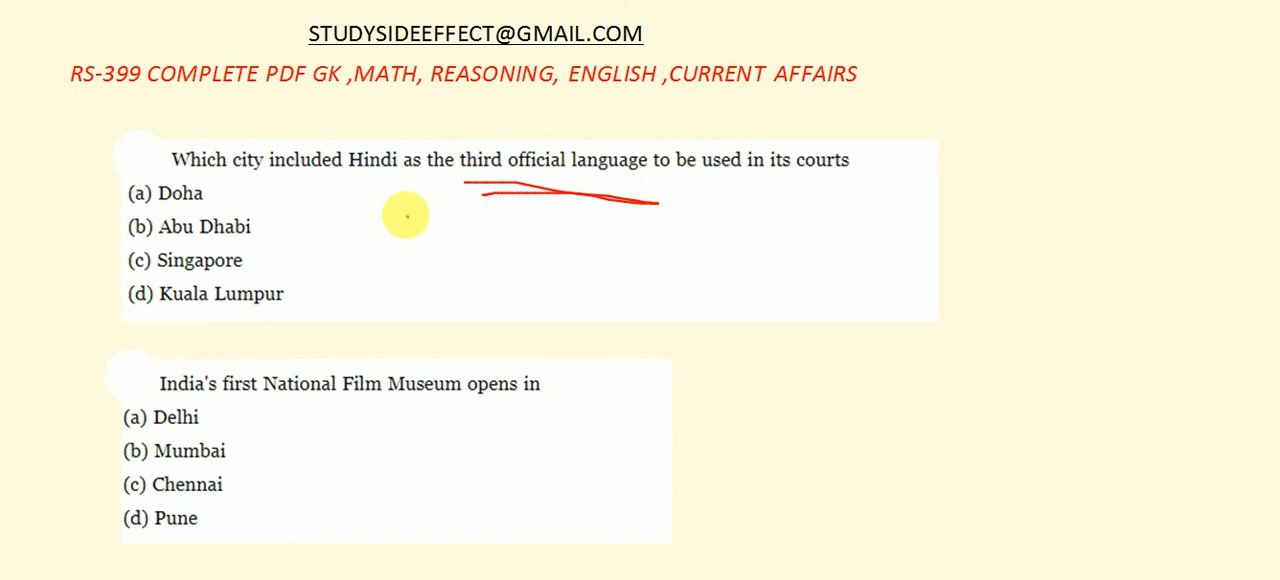 STUDYSIDEEFFECT@GMAIL.COM
RS-399 COMPLETE PDF GK ,MATH, REASONING, ENGLISH ,CURRENT AFFAIRS
Which city included Hindi as the third official language to be used in its courts
(a) Doha
(b) Abu Dhabi
(c) Singapore
(d) Kuala Lumpur
India's first National Film Museum opens in
(a) Delhi
(b) Mumbai
(c) Chennai
(d) Pune